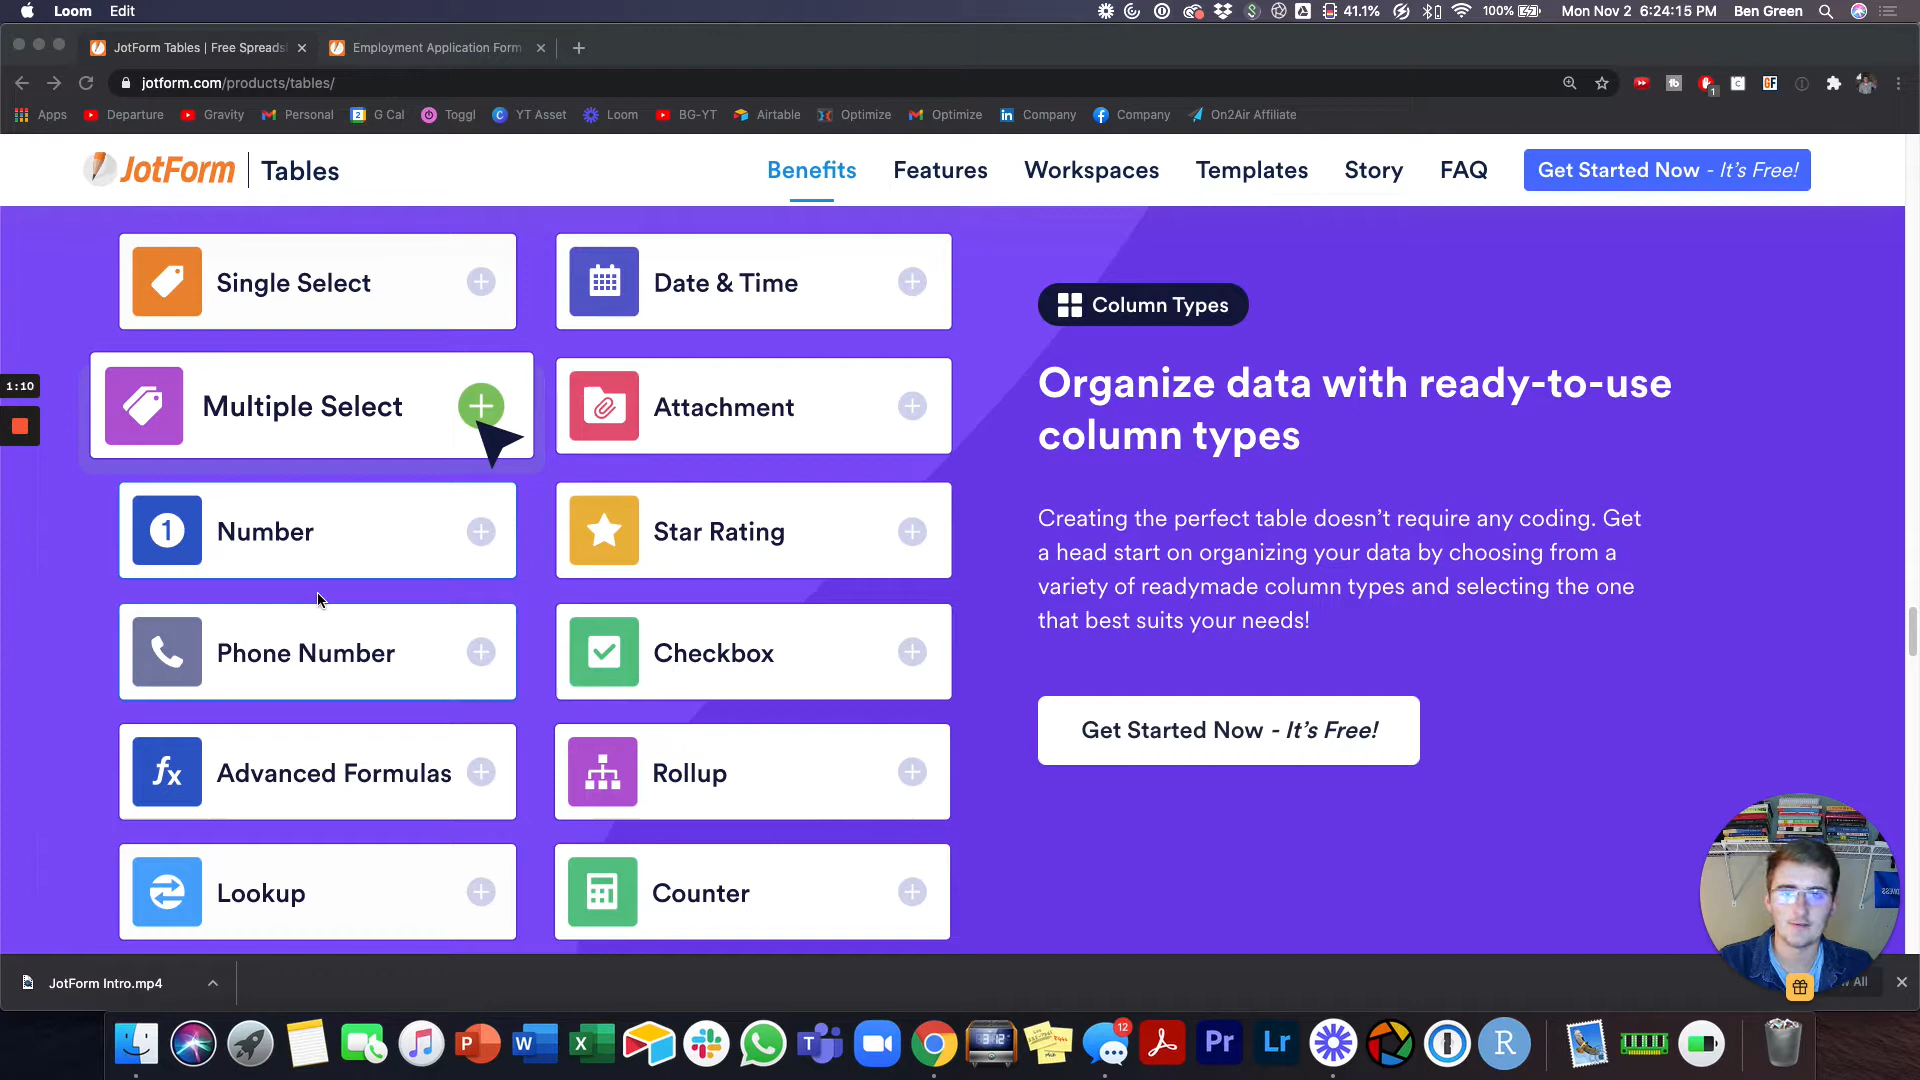 Loom Edit
41.1% 100% Mon Nov 2 6:24:15 PM Ben Green
JotForm Tables | Free Spreads
Employment Application Form
jotform.com/products/tables/
1
Apps Departure Gravity Personal G Cal Toggl YT Asset Loom BG-YT Airtable Optimize Optimize Company Company On2Air Affiliate
JotForm Tables
Benefits Features Workspaces Templates Story FAQ Get Started Now - It's Free!
Single Select
Date & Time
Column Types
Organize data with ready-to-use
column types
1:10
Multiple Select
Attachment
Number
Star Rating
Creating the perfect table doesn’t require any coding. Get
a head start on organizing your data by choosing from a
variety of readymade column types and selecting the one
that best suits your needs!
Phone Number
Checkbox
Get Started Now - It’s Free!
Advanced Formulas
Rollup
Lookup
Counter
JotForm Intro.mp4
All
12